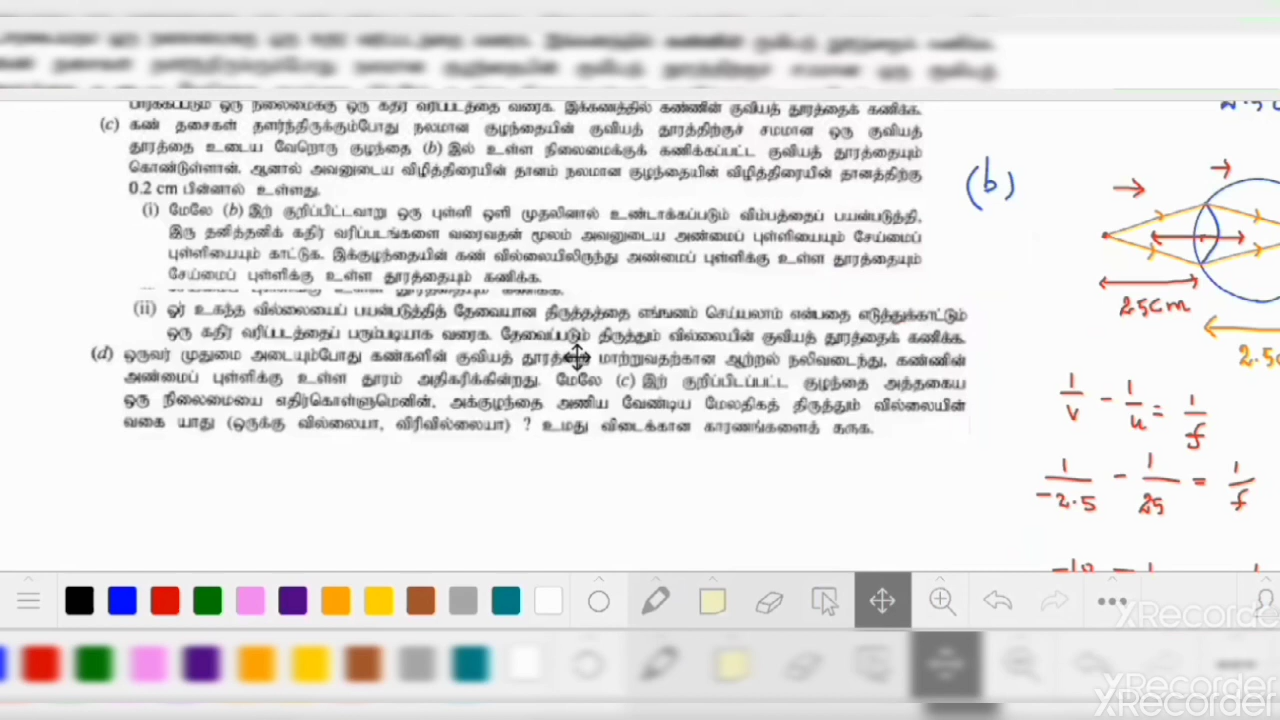 பார்க்கப்படும் ஒரு நிலைமைக்கு ஒரு கதிர் வரிப்படத்தை வரைக. இக்கணத்தில் கண்ணின் குவியத் தூரத்தைக் கணிக்க.
(c) கண் தசைகள் தளர்ந்திருக்கும்போது நலமான குழந்தையின் குவியத் தூரத்திற்குச் சமமான ஒரு குவியத்
தூரத்தை உடைய வேறொரு குழந்தை (b) இல் உள்ள நிலைமைக்குக் கணிக்கப்பட்ட குவியத் தூரத்தையும்
கொண்டுள்ளான். ஆனால் அவனுடைய விழித்திரையின் தானம் நலமான குழந்தையின் விழித்திரையின் தானத்திற்கு
0.2 cm பின்னால் உள்ளது.
(i) மேலே (b) இற் குறிப்பிட்டவாறு ஒரு புள்ளி ஒளி முதலினால் உண்டாக்கப்படும் விம்பத்தைப் பயன்படுத்தி,
இரு தனித்தனிக் கதிர் வரிப்படங்களை வரைவதன் மூலம் அவனுடைய அண்மைப் புள்ளியையும் சேய்மைப்
புள்ளியையும் காட்டுக. இக்குழந்தையின் கண் வில்லையிலிருந்து அண்மைப் புள்ளிக்கு உள்ள தூரத்தையும்
சேய்மைப் புள்ளிக்கு உள்ள தூரத்தையும் கணிக்க.
(ii) ஓர் உகந்த வில்லையைப் பயன்படுத்தித் தேவையான திருத்தத்தை எங்ஙனம் செய்யலாம் என்பதை எடுத்துக்காட்டும்
ஒரு கதிர் வரிப்படத்தைப் பரும்படியாக வரைக. தேவைப்படும் திருத்தும் வில்லையின் குவியத் தூரத்தைக் கணிக்க.
(d) ஒருவர் முதுமை அடையும்போது கண்களின் குவியத் மாற்றுவதற்கான ஆற்றல் நலிவடைந்து, கண்ணின்
அண்மைப் புள்ளிக்கு உள்ள தூரம் அதிகரிக்கின்றது. மேலே (c) இற் குறிப்பிடப்பட்ட குழந்தை அத்தகைய
ஒரு நிலைமையை எதிர்கொள்ளுமெனின், அக்குழந்தை அணிய வேண்டிய மேலதிகத் திருத்தும் வில்லையின்
வகை யாது (ஒருக்கு வில்லையா, விரிவில்லையா) ? உமது விடைக்கான காரணங்களைத் தருக.
(b)
25cm
2.5
1/v - 1/u = 1/f
1/-2.5 - 1/25 = 1/f
XRecorder
XRecorder
XRecorder